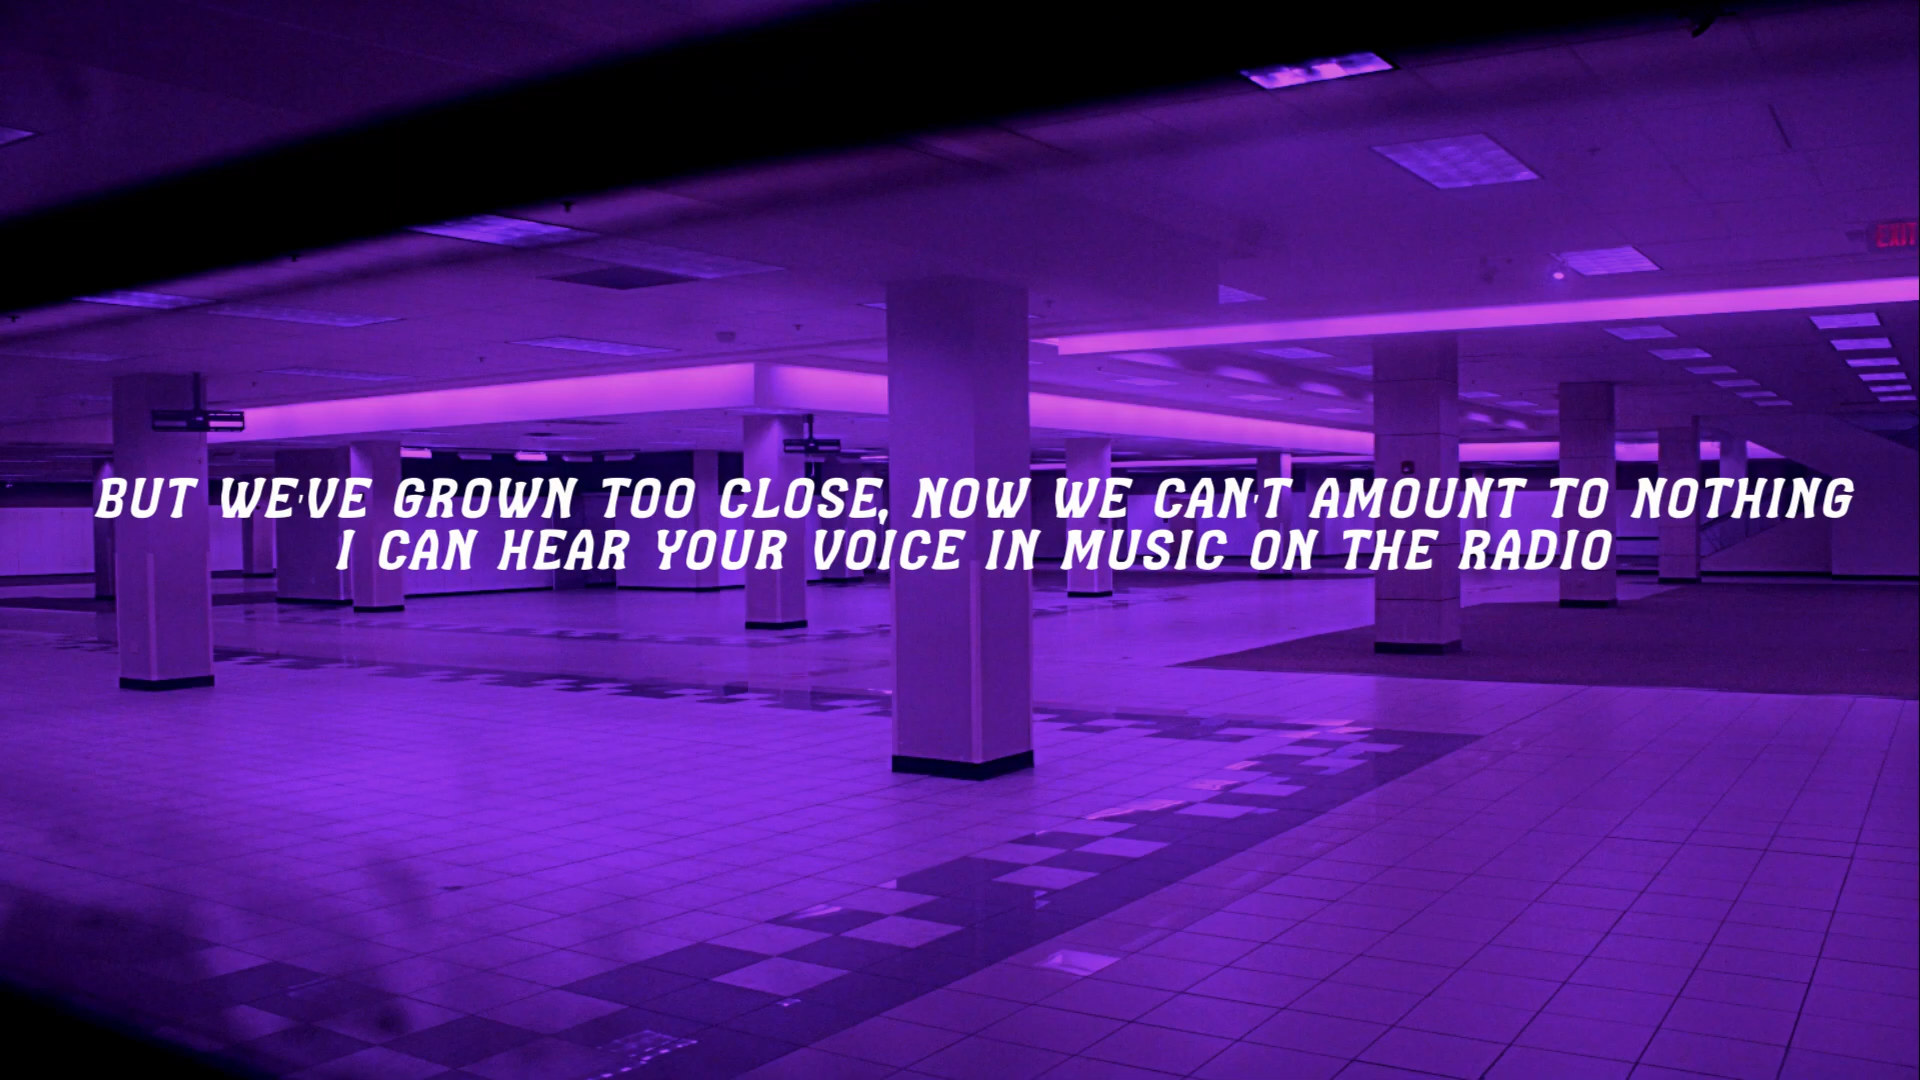 EXIT
BUT WE'VE GROWN TOO CLOSE, NOW WE CAN'T AMOUNT TO NOTHING
I CAN HEAR YOUR VOICE IN MUSIC ON THE RADIO